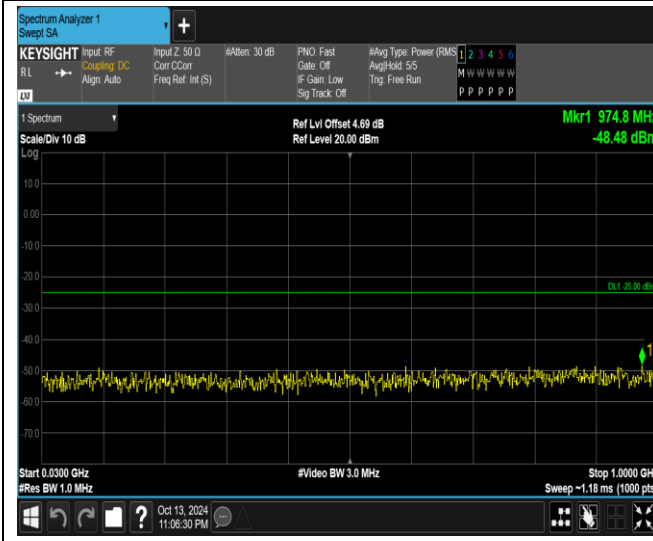 Spectrum Analyzer 1
Swept SA
+
KEYSIGHT
RL
LXI
Input: RF
Coupling: DC
Align: Auto
Input Z: 50 Ω
Corr CCorr
Freq Ref: Int (S)
#Atten: 30 dB
PNO: Fast
Gate: Off
IF Gain: Low
Sig Track: Off
#Avg Type: Power (RMS
Avg|Hold: 5/5
Trig: Free Run
1 2 3 4 5 6
M W W W W W
P P P P P P
1 Spectrum
Scale/Div 10 dB
Log
Ref Lvl Offset 4.69 dB
Ref Level 20.00 dBm
Mkr1 974.8 MHz
-48.48 dBm
10.0
0.00
-10.0
-20.0
DL1 -25.00 dBm
-30.0
-40.0
1
-50.0
-60.0
-70.0
Start 0.0300 GHz
#Res BW 1.0 MHz
#Video BW 3.0 MHz
Stop 1.0000 GH
Sweep ~1.18 ms (1000 pts
?
Oct 13, 2024
11:06:30 PM